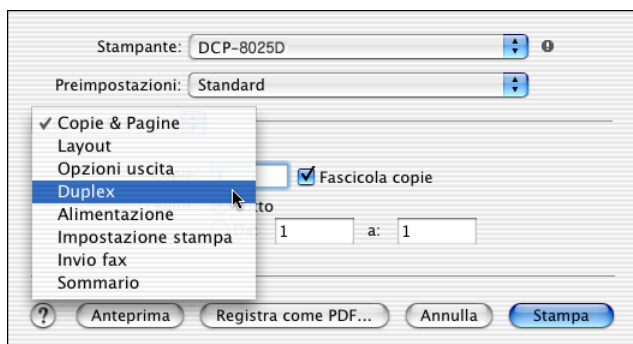 Stampante: DCP-8025D
Preimpostazioni: Standard
✓ Copie & Pagine
Layout
Opzioni uscita
Fascicola copie
Duplex
Alimentazione
Impostazione stampa
1 a: 1
Invio fax
Sommario
? Anteprima Registra come PDF... Annulla Stampa